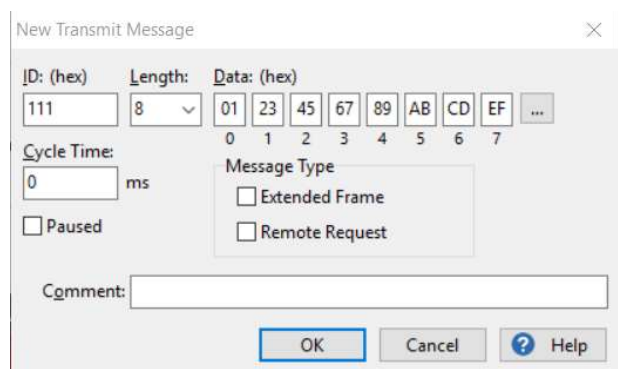 New Transmit Message
ID: (hex) Length: Data: (hex)
111 8 01 23 45 67 89 AB CD EF ...
0 1 2 3 4 5 6 7
Cycle Time:
0 ms
Message Type
Extended Frame
Paused
Remote Request
Comment:
OK Cancel ? Help